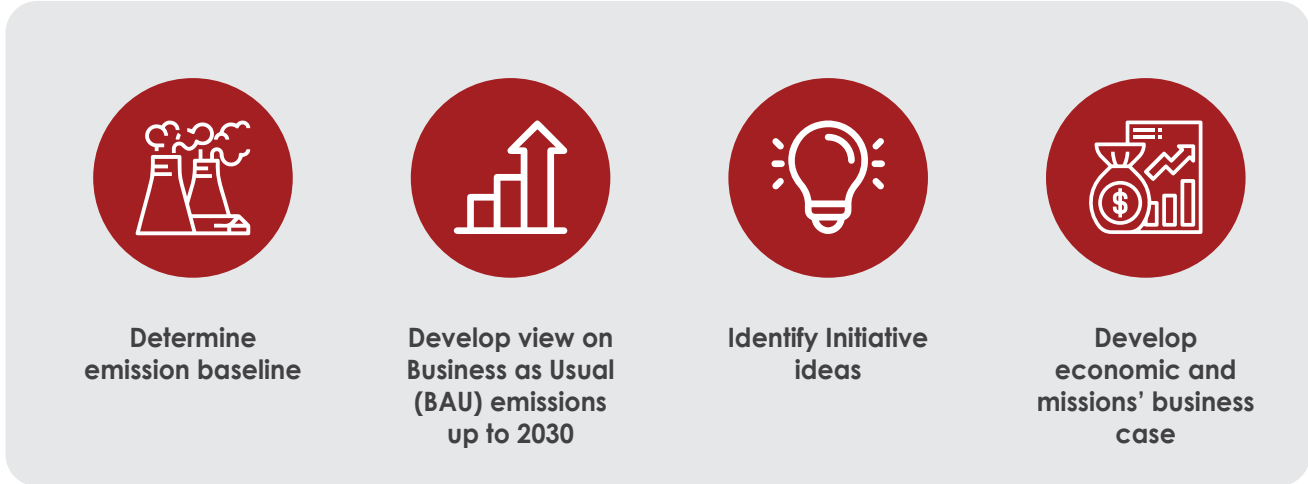 Determine
emission baseline
Develop view on
Business as Usual
(BAU) emissions
up to 2030
Identify Initiative
ideas
Develop
economic and
missions’ business
case
$